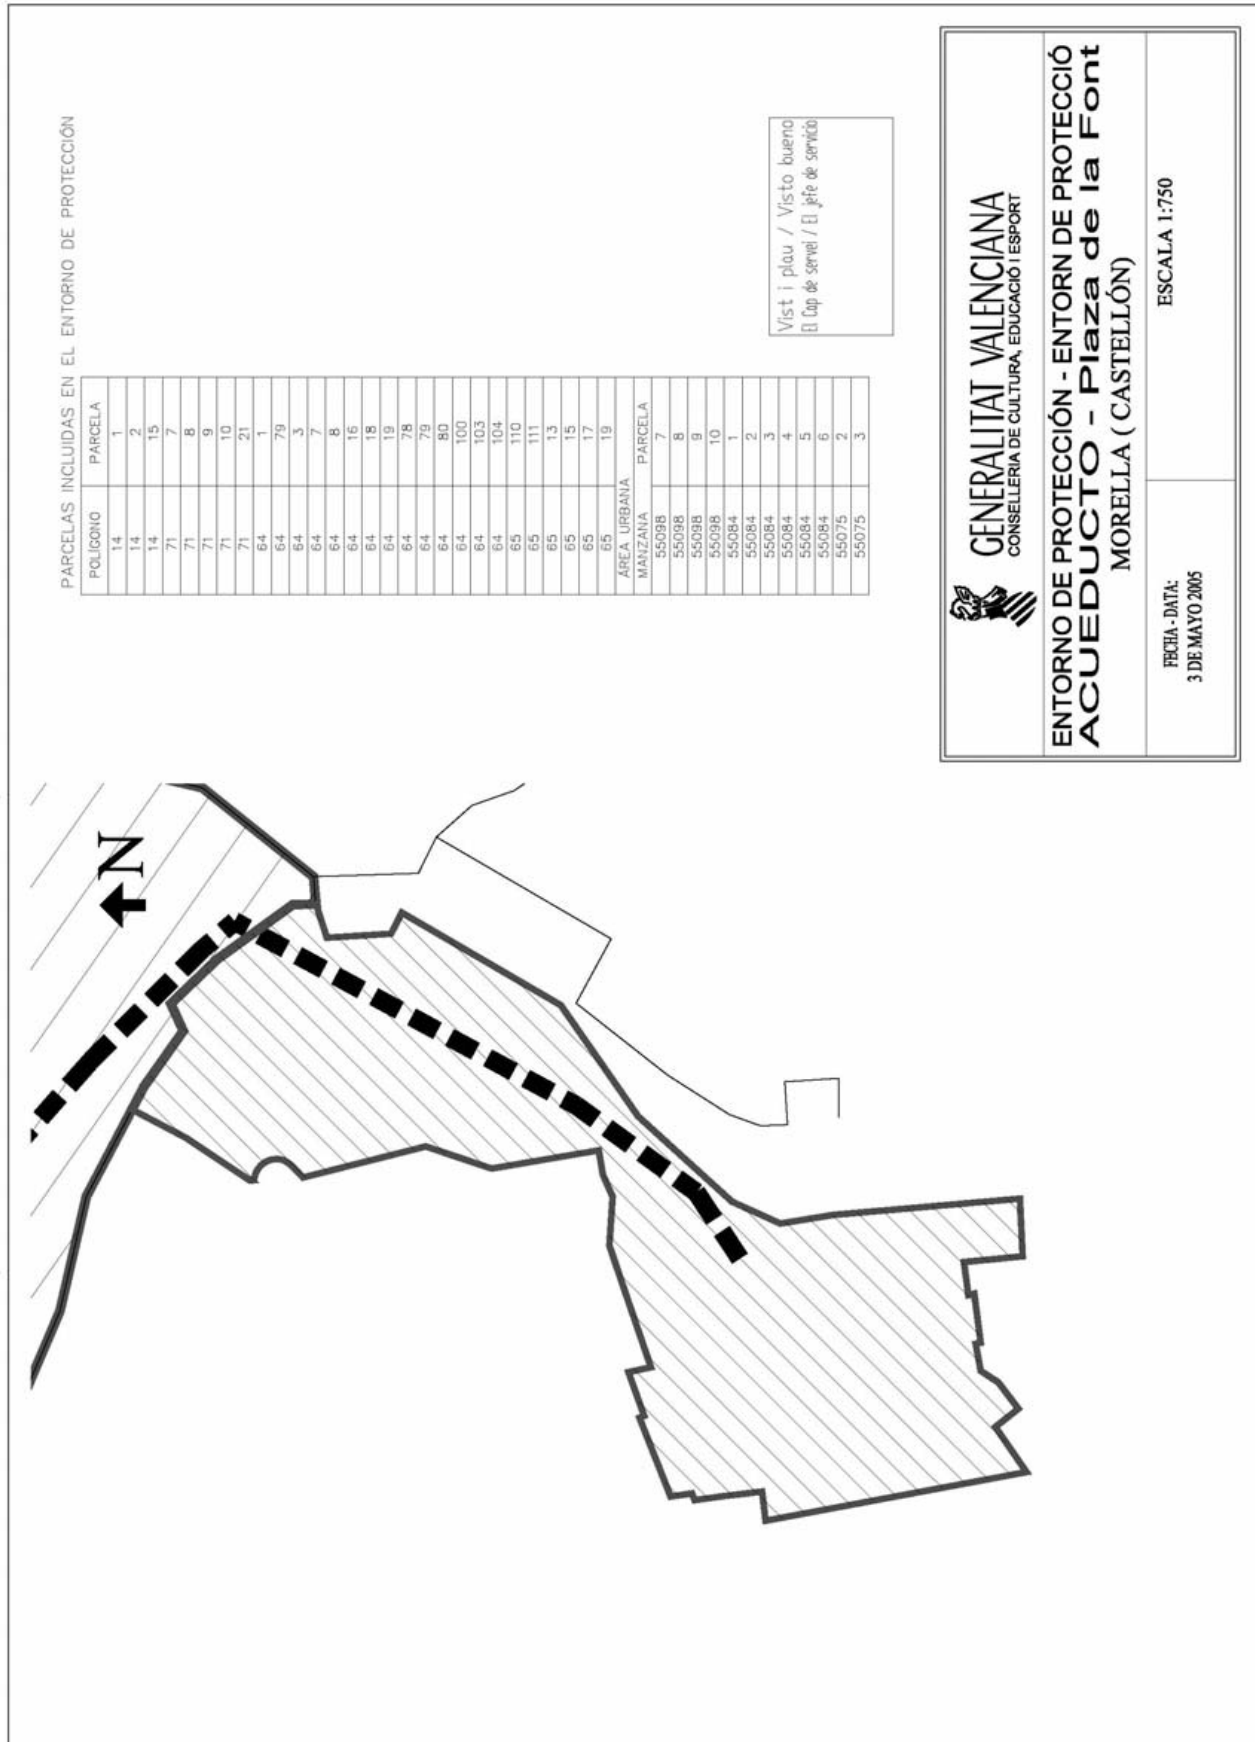 PARCELAS INCLUIDAS EN EL ENTORNO DE PROTECCIÓN
POLÍGONO PARCELA
14 1
14 2
14 15
71 7
71 8
71 9
71 10
71 21
64 1
64 79
64 3
64 7
64 8
64 16
64 18
64 19
64 78
64 79
64 80
64 100
64 103
64 104
65 110
65 111
65 13
65 15
65 17
65 19
ÁREA URBANA
MANZANA PARCELA
55098 7
55098 8
55098 9
55098 10
55084 1
55084 2
55084 3
55084 4
55084 5
55084 6
55075 2
55075 3
Vist i plau / Visto bueno
El Cap de servei / El jefe de servicio
N
GENERALITAT VALENCIANA
CONSELLERIA DE CULTURA, EDUCACIÓ I ESPORT
ENTORNO DE PROTECCIÓN - ENTORN DE PROTECCIÓ
ACUEDUCTO - Plaza de la Font
MORELLA ( CASTELLÓN)
FECHA - DATA:
3 DE MAYO 2005
ESCALA 1:750